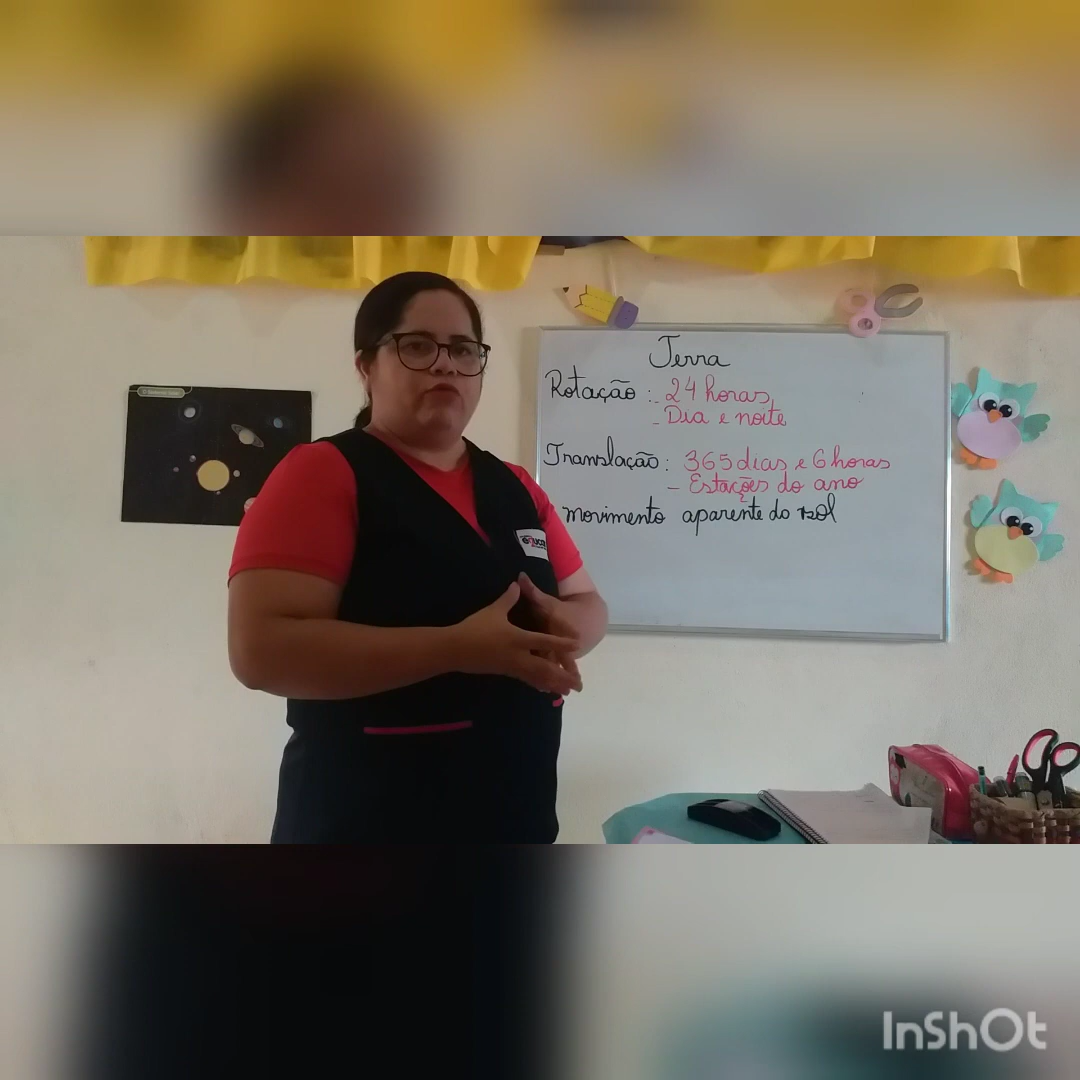 Terra
Rotação : - 24 horas
- Dia e noite
Translação : 365 dias e 6 horas
- Estações do ano
movimento aparente do sol
InShOt